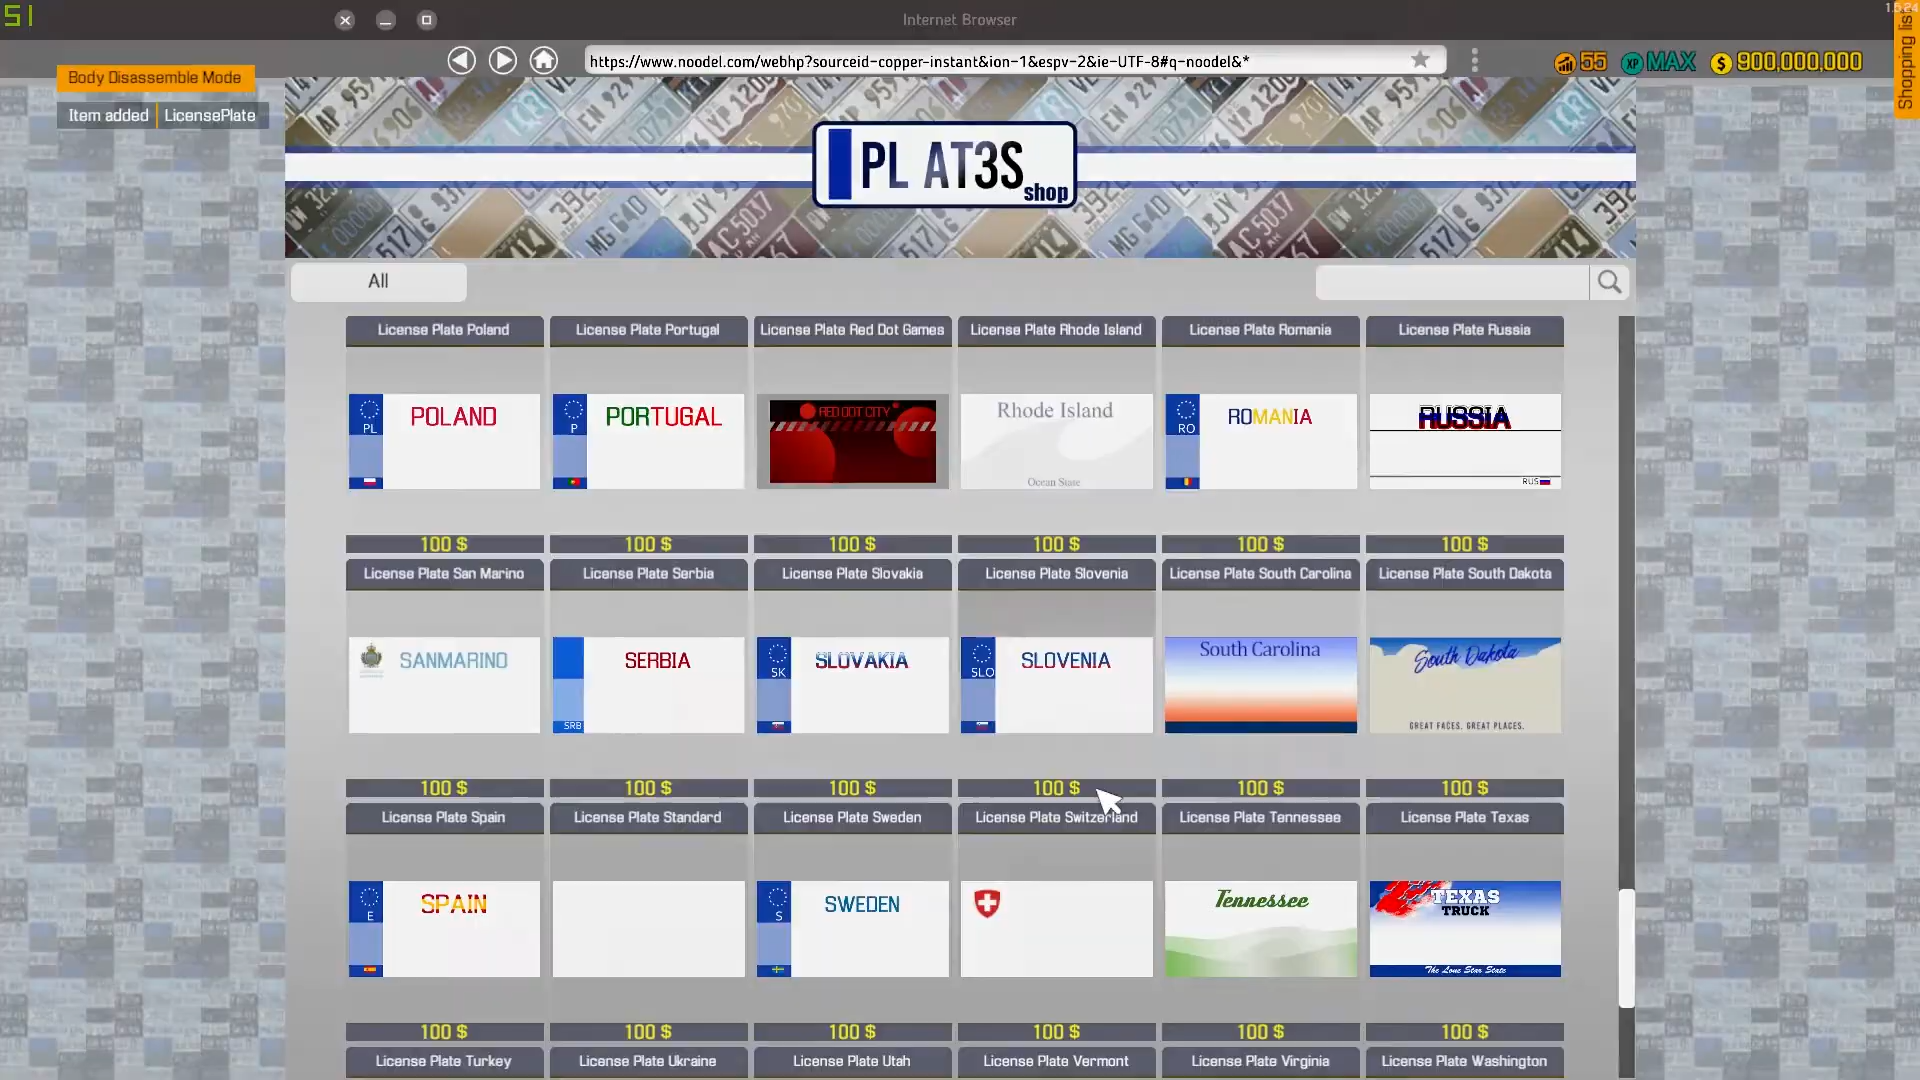 51
Internet Browser
1.5.24
https://www.noodel.com/webhp?sourceid-copper-instant&ion-1&espv-2&ie-UTF-8#q-noodel&*
55
XP MAX
$ 900,000,000
Shopping list
Body Disassemble Mode
Item added LicensePlate
PL AT3S
shop
All
License Plate Poland
License Plate Portugal
License Plate Red Dot Games
License Plate Rhode Island
License Plate Romania
License Plate Russia
PL POLAND
P PORTUGAL
RED DOT CITY
Rhode Island
Ocean State
RO ROMANIA
RUSSIA
RUS
100 $
100 $
100 $
100 $
100 $
100 $
License Plate San Marino
License Plate Serbia
License Plate Slovakia
License Plate Slovenia
License Plate South Carolina
License Plate South Dakota
SANMARINO
SERBIA
SRB
SK SLOVAKIA
SLO SLOVENIA
South Carolina
South Dakota
GREAT FACES. GREAT PLACES.
100 $
100 $
100 $
100 $
100 $
100 $
License Plate Spain
License Plate Standard
License Plate Sweden
License Plate Switzerland
License Plate Tennessee
License Plate Texas
E SPAIN
S SWEDEN
Tennessee
TEXAS
TRUCK
The Lone Star State
100 $
100 $
100 $
100 $
100 $
100 $
License Plate Turkey
License Plate Ukraine
License Plate Utah
License Plate Vermont
License Plate Virginia
License Plate Washington